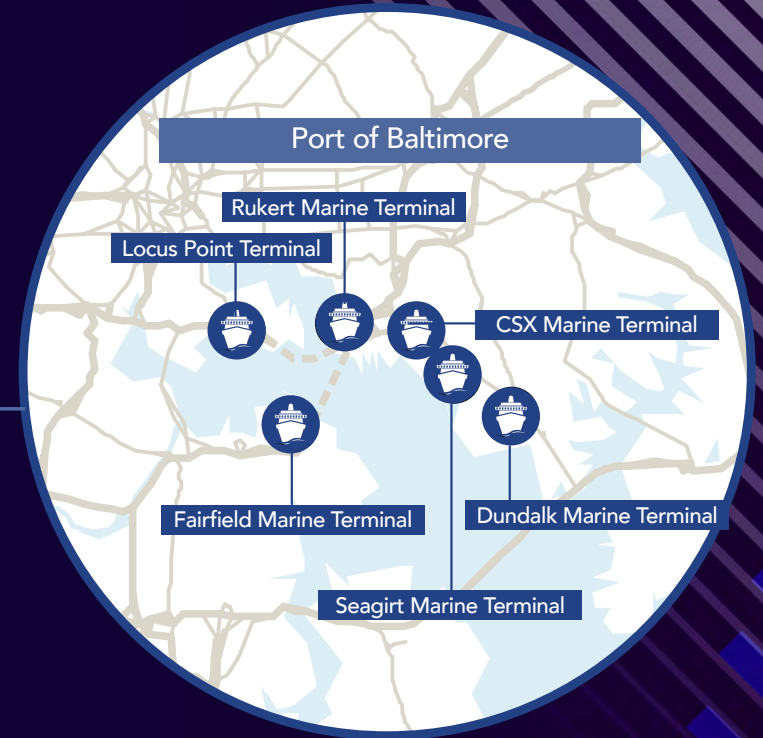 Port of Baltimore
Rukert Marine Terminal
Locus Point Terminal
CSX Marine Terminal
Fairfield Marine Terminal
Dundalk Marine Terminal
Seagirt Marine Terminal